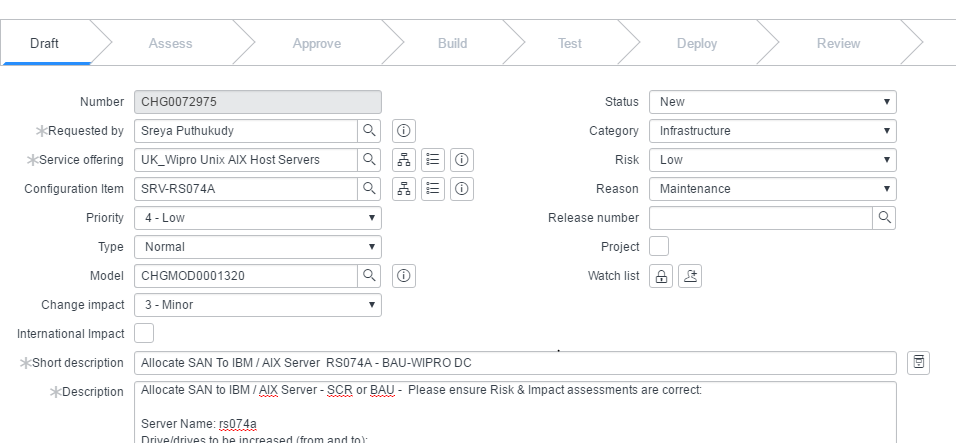 Draft Assess Approve Build Test Deploy Review
Number CHG0072975 Status New
Requested by Sreya Puthukudy Category Infrastructure
Service offering UK_Wipro Unix AIX Host Servers Risk Low
Configuration Item SRV-RS074A Reason Maintenance
Priority 4 - Low Release number
Type Normal Project
Model CHGMOD0001320 Watch list
Change impact 3 - Minor
International Impact
Short description Allocate SAN To IBM / AIX Server  RS074A - BAU-WIPRO DC
Description Allocate SAN to IBM / AIX Server - SCR or BAU -  Please ensure Risk & Impact assessments are correct:
Server Name: rs074a
Drive/drives to be increased (from and to):